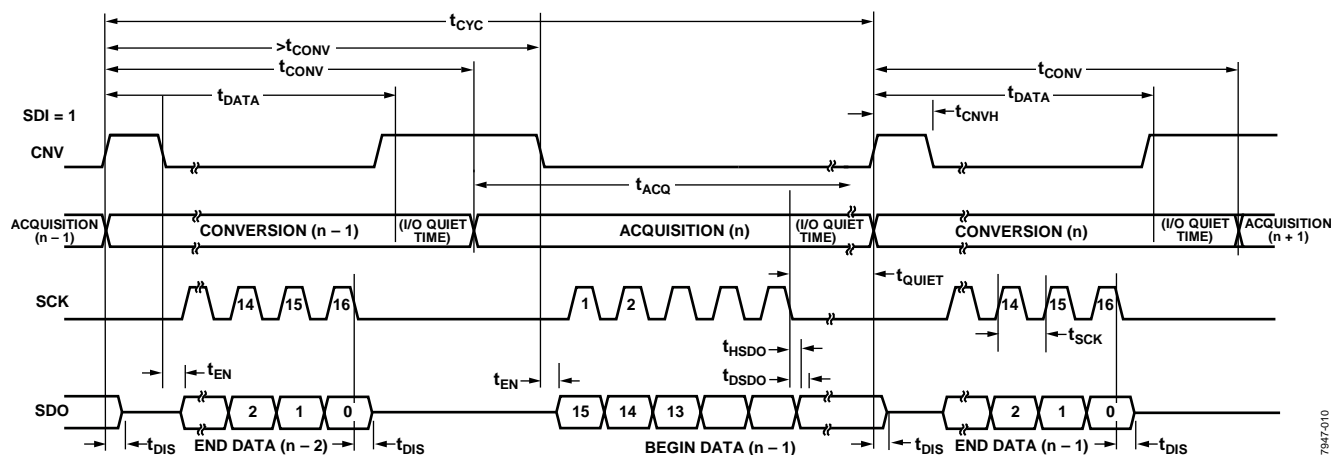 tCYC
>tCONV
tCONV
tCONV
tDATA
tDATA
SDI = 1
tCNVH
CNV
tACQ
ACQUISITION
(n – 1)
CONVERSION (n – 1)
(I/O QUIET
TIME)
ACQUISITION (n)
(I/O QUIET
TIME)
CONVERSION (n)
(I/O QUIET
TIME)
ACQUISITION
(n + 1)
tQUIET
SCK
14
15
16
1
2
14
15
16
tSCK
tHSDO
tEN
tEN
tDSDO
SDO
2
1
0
15
14
13
2
1
0
tDIS
END DATA (n – 2)
tDIS
BEGIN DATA (n – 1)
tDIS
END DATA (n – 1)
tDIS
7947-010